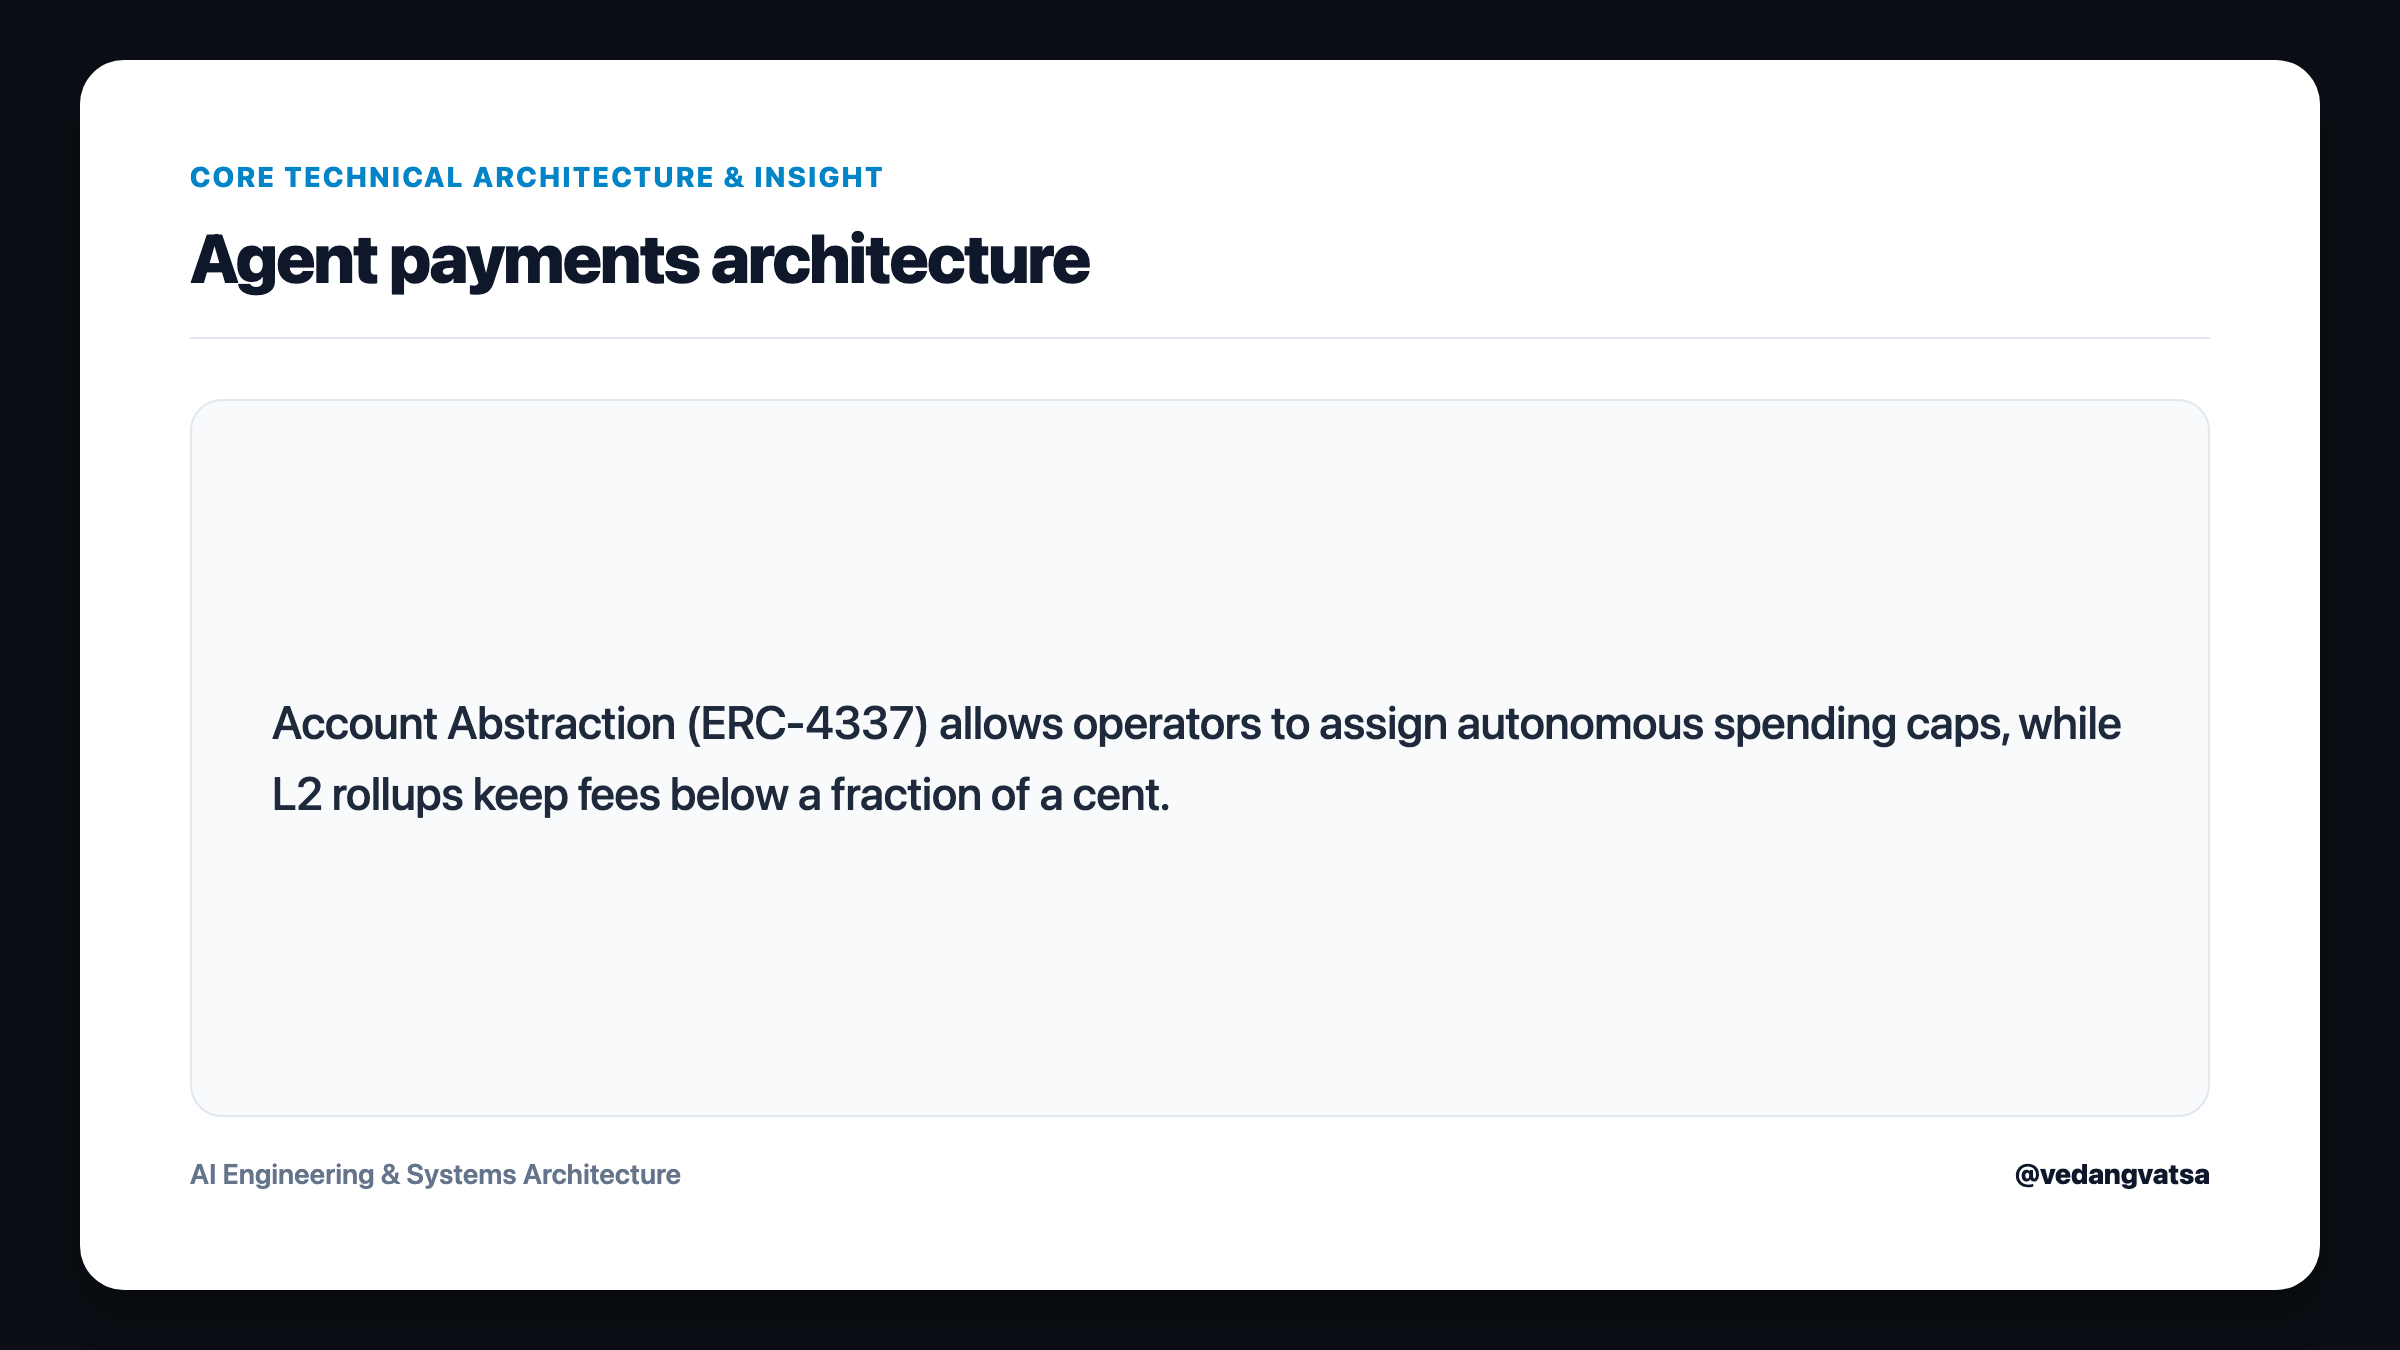 CORE TECHNICAL ARCHITECTURE & INSIGHT
Agent payments architecture
Account Abstraction (ERC-4337) allows operators to assign autonomous spending caps, while
L2 rollups keep fees below a fraction of a cent.
AI Engineering & Systems Architecture
@vedangvatsa